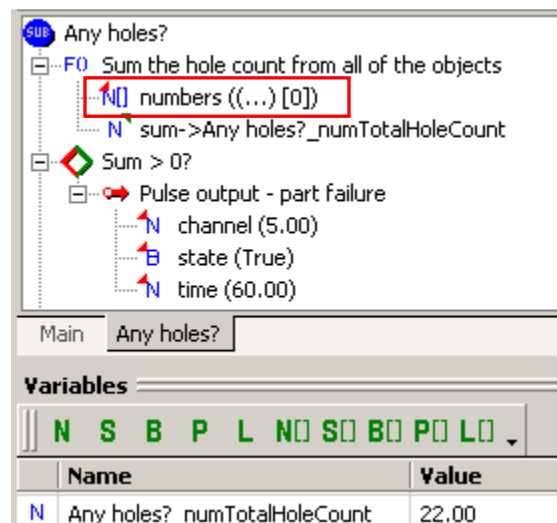 SUB Any holes?
F() Sum the hole count from all of the objects
N[] numbers ((...) [0])
N sum->Any holes?_numTotalHoleCount
Sum > 0?
Pulse output - part failure
N channel (5.00)
B state (True)
N time (60.00)
Main Any holes?
Variables
N S B P L N[] S[] B[] P[] L[]
Name Value
N Any holes?_numTotalHoleCount 22.00